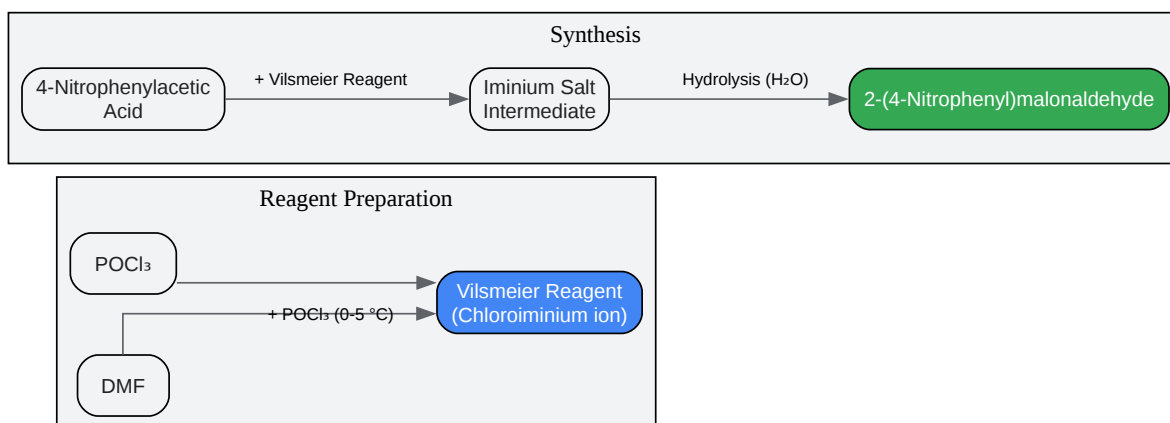 Synthesis
4-Nitrophenylacetic
Acid
+ Vilsmeier Reagent
Iminium Salt
Intermediate
Hydrolysis (H₂O)
2-(4-Nitrophenyl)malonaldehyde
Reagent Preparation
POCl₃
Vilsmeier Reagent
(Chloroiminium ion)
+ POCl₃ (0-5 °C)
DMF